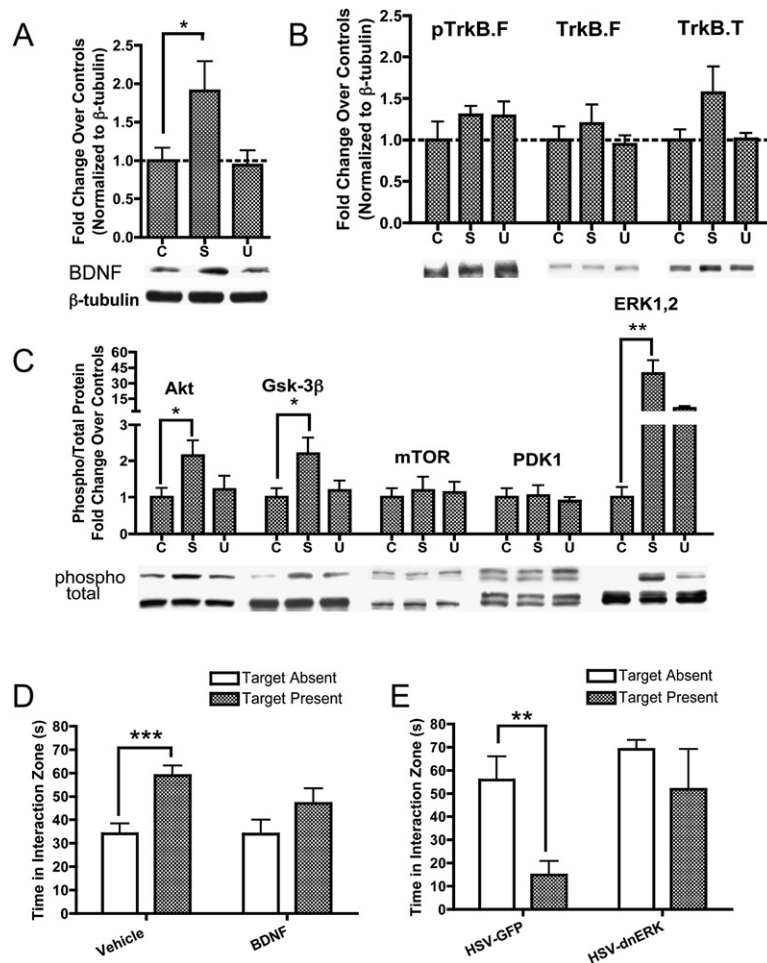 A
*
Fold Change Over Controls
(Normalized to β-tubulin)
2.5
2.0
1.5
1.0
0.5
0.0
C S U
BDNF
β-tubulin
B
pTrkB.F TrkB.F TrkB.T
Fold Change Over Controls
(Normalized to β-tubulin)
2.5
2.0
1.5
1.0
0.5
0.0
C S U C S U C S U
C
Phospho/Total Protein
Fold Change Over Controls
60
45
30
15
3
2
1
0
Akt
*
Gsk-3β
*
mTOR
PDK1
ERK1,2
**
C S U C S U C S U C S U C S U
phospho
total
D
Target Absent
Target Present
Time in Interaction Zone (s)
80
70
60
50
40
30
20
10
0
***
Vehicle
BDNF
E
Target Absent
Target Present
Time in Interaction Zone (s)
80
70
60
50
40
30
20
10
0
**
HSV-GFP
HSV-dnERK